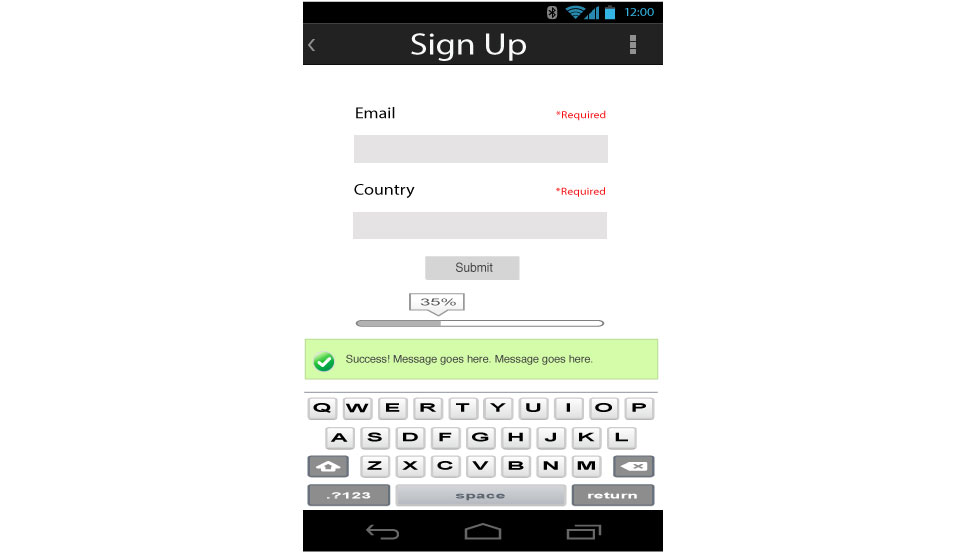 12:00
Sign Up
Email *Required
Country *Required
Submit
35%
Success! Message goes here. Message goes here.
Q W E R T Y U I O P
A S D F G H J K L
Z X C V B N M
.?123 space return